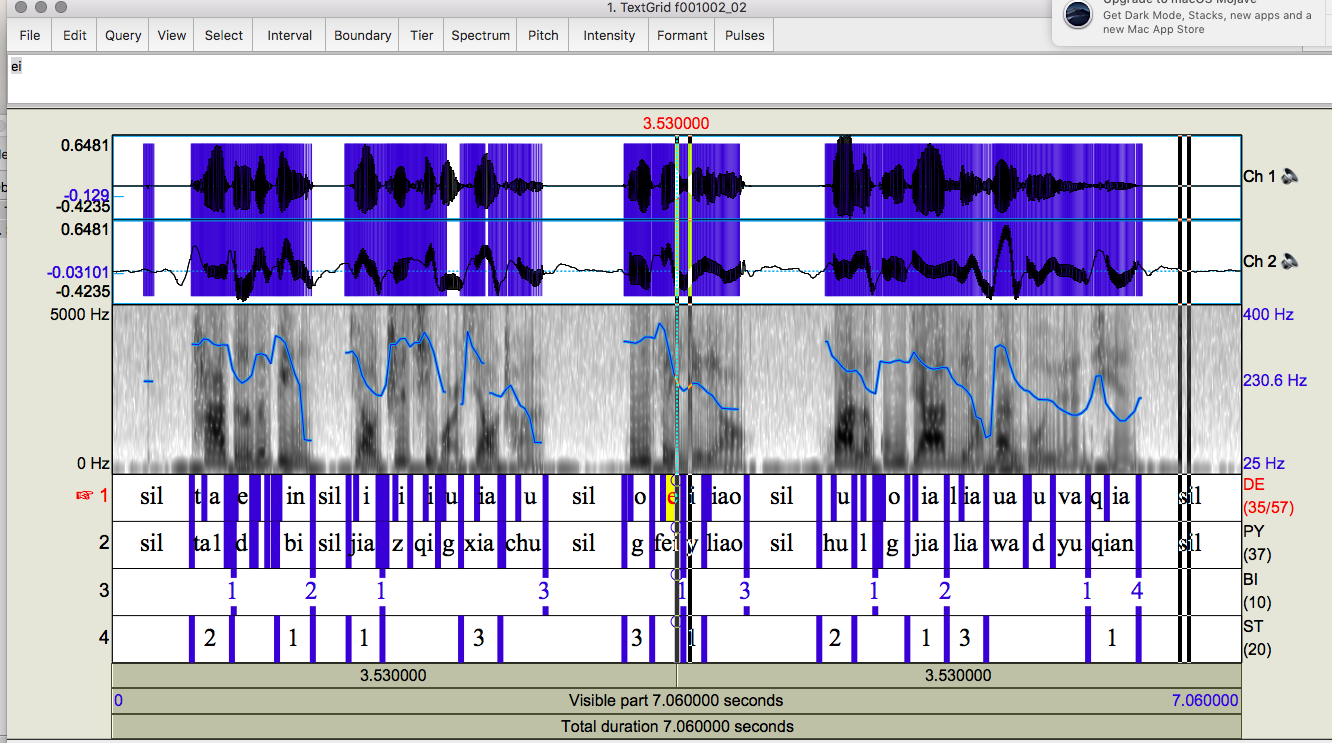 1. TextGrid f001002_02
Get Dark Mode, Stacks, new apps and a
new Mac App Store
File Edit Query View Select Interval Boundary Tier Spectrum Pitch Intensity Formant Pulses
ei
3.530000
0.6481
-0.129
-0.4235
Ch 1
0.6481
-0.03101
-0.4235
Ch 2
5000 Hz
0 Hz
400 Hz
230.6 Hz
25 Hz
1 sil t a e in sil i i i u ia u sil o e i iao sil u o ia l ia ua u va q ia sil DE (35/57)
2 sil ta1 d bi sil jia z qi g xia chu sil g fei y liao sil hu l g jia lia wa d yu qian sil PY (37)
3 1 2 1 3 1 3 1 2 1 4 BI (10)
4 2 1 1 3 3 1 2 1 3 1 ST (20)
3.530000 3.530000
0 Visible part 7.060000 seconds 7.060000
Total duration 7.060000 seconds